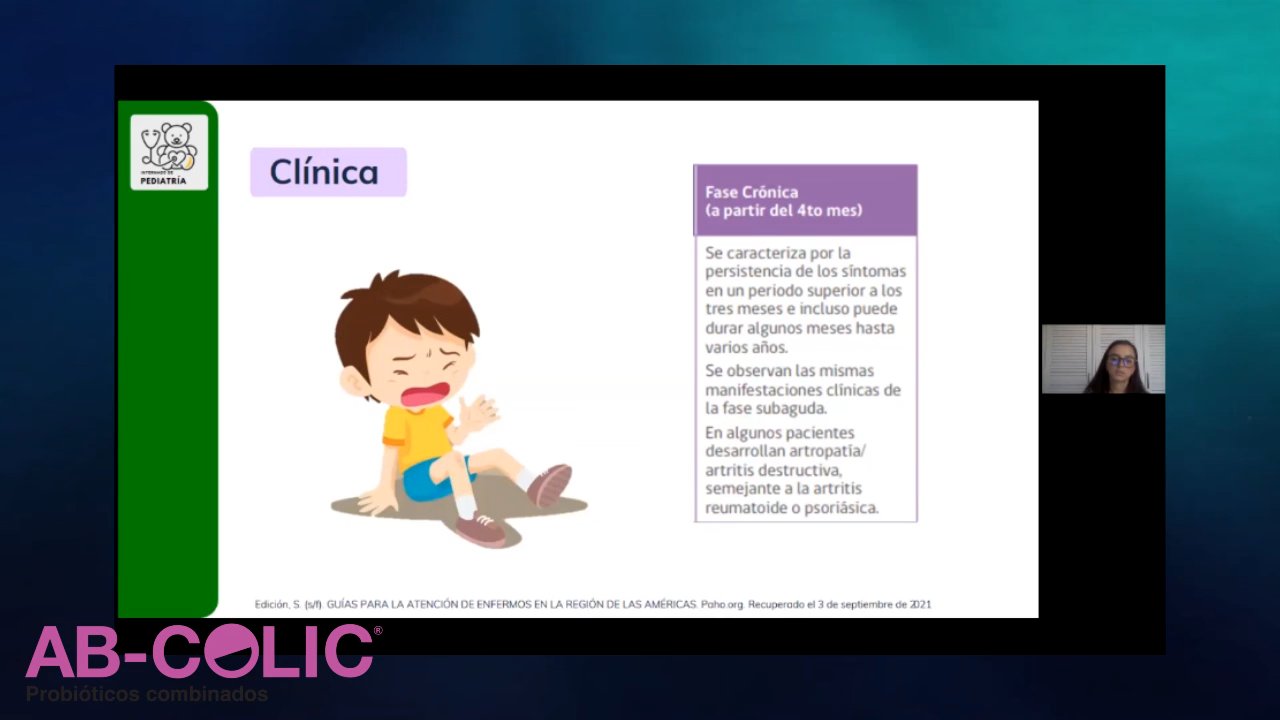 INTERNADO DE
PEDIATRÍA
Clínica
Fase Crónica
(a partir del 4to mes)
Se caracteriza por la
persistencia de los síntomas
en un periodo superior a los
tres meses e incluso puede
durar algunos meses hasta
varios años.
Se observan las mismas
manifestaciones clínicas de
la fase subaguda.
En algunos pacientes
desarrollan artropatía/
artritis destructiva,
semejante a la artritis
reumatoide o psoriásica.
Edición, S. (s/f). GUÍAS PARA LA ATENCIÓN DE ENFERMOS EN LA REGIÓN DE LAS AMÉRICAS. Paho.org. Recuperado el 3 de septiembre de 2021
AB-COLIC®
Probióticos combinados